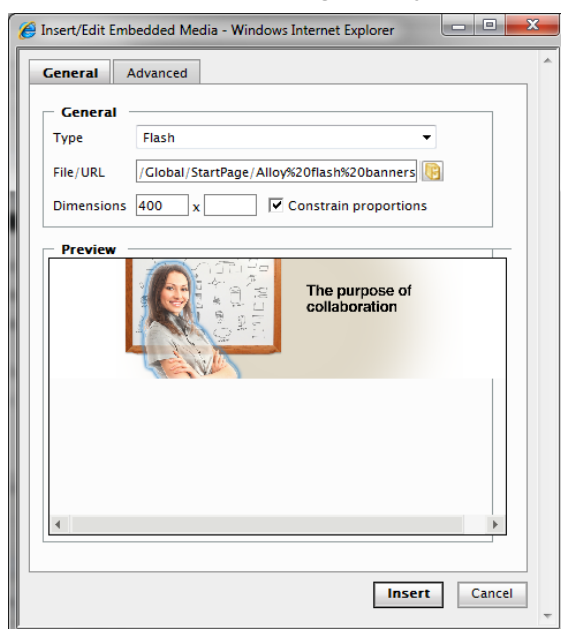 Insert/Edit Embedded Media - Windows Internet Explorer
General Advanced
General
Type Flash
File/URL /Global/StartPage/Alloy%20flash%20banners
Dimensions 400 x Constrain proportions
Preview
The purpose of
collaboration
Insert Cancel